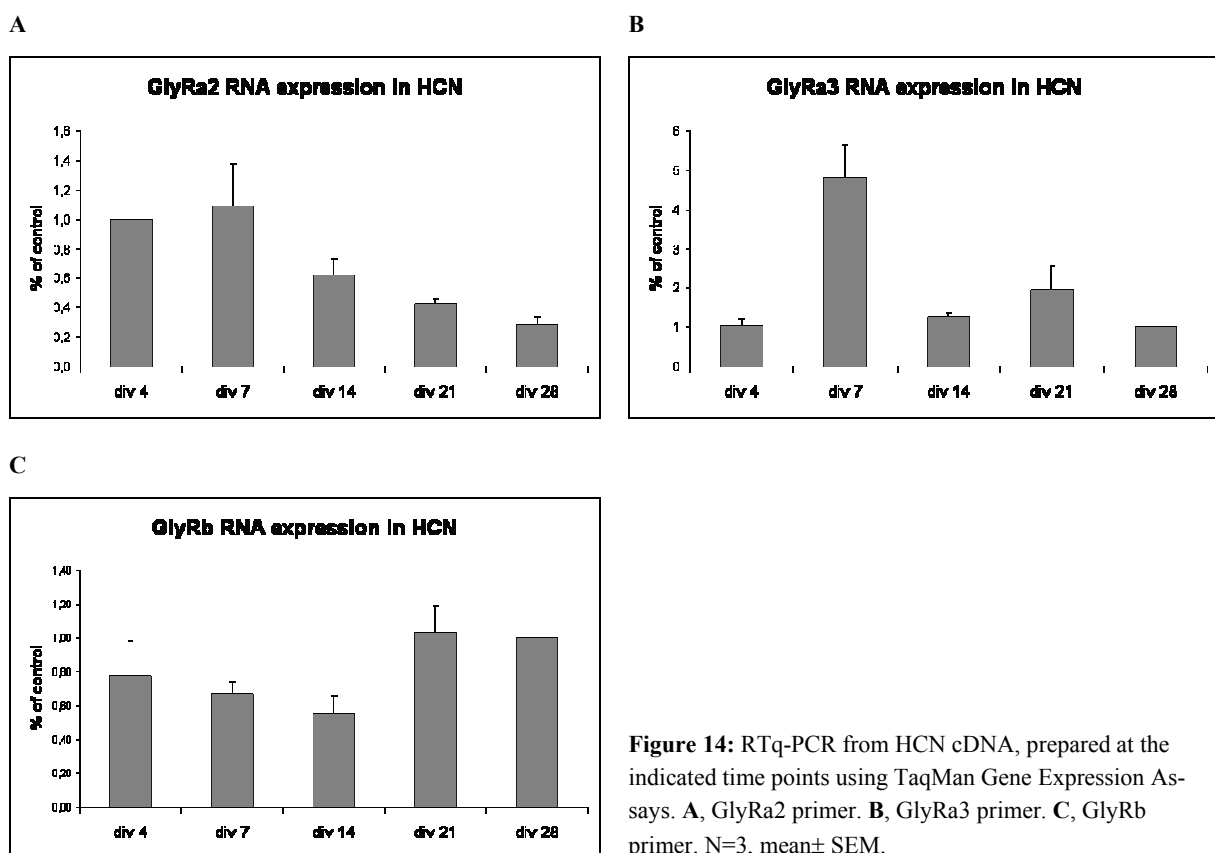 A
GlyRa2 RNA expression in HCN
% of control
1,6
1,4
1,2
1,0
0,8
0,6
0,4
0,2
0,0
div 4 div 7 div 14 div 21 div 28
B
GlyRa3 RNA expression in HCN
% of control
6
5
4
3
2
1
0
div 4 div 7 div 14 div 21 div 28
C
GlyRb RNA expression in HCN
% of control
1,40
1,20
1,00
0,80
0,60
0,40
0,20
0,00
div 4 div 7 div 14 div 21 div 28
Figure 14: RTq-PCR from HCN cDNA, prepared at the
indicated time points using TaqMan Gene Expression As-
says. A, GlyRa2 primer. B, GlyRa3 primer. C, GlyRb
primer. N=3, mean± SEM.